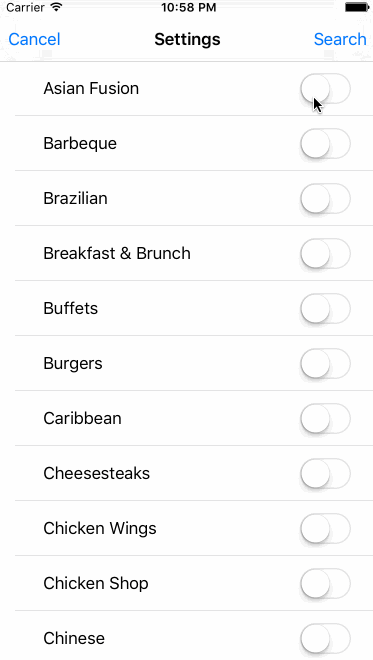 Carrier 10:58 PM
Cancel Settings Search
Asian Fusion
Barbeque
Brazilian
Breakfast & Brunch
Buffets
Burgers
Caribbean
Cheesesteaks
Chicken Wings
Chicken Shop
Chinese